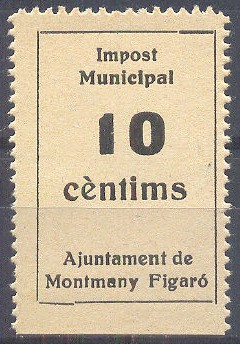 Impost
Municipal
10
cèntims
Ajuntament de
Montmany Figaró